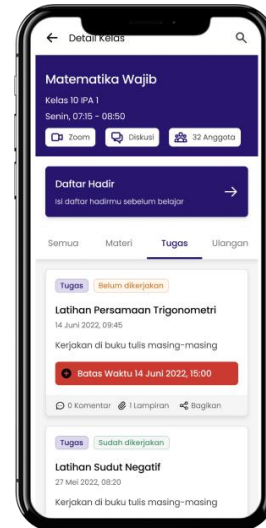 Detail Kelas
Matematika Wajib
Kelas 10 IPA 1
Senin, 07:15 - 08:50
Zoom
Diskusi
32 Anggota
Daftar Hadir
Isi daftar hadirmu sebelum belajar
Semua Materi Tugas Ulangan
Tugas Belum dikerjakan
Latihan Persamaan Trigonometri
14 Juni 2022, 09:45
Kerjakan di buku tulis masing-masing
Batas Waktu 14 Juni 2022, 15:00
0 Komentar 1 Lampiran Bagikan
Tugas Sudah dikerjakan
Latihan Sudut Negatif
27 Mei 2022, 08:20
Kerjakan di buku tulis masing-masing